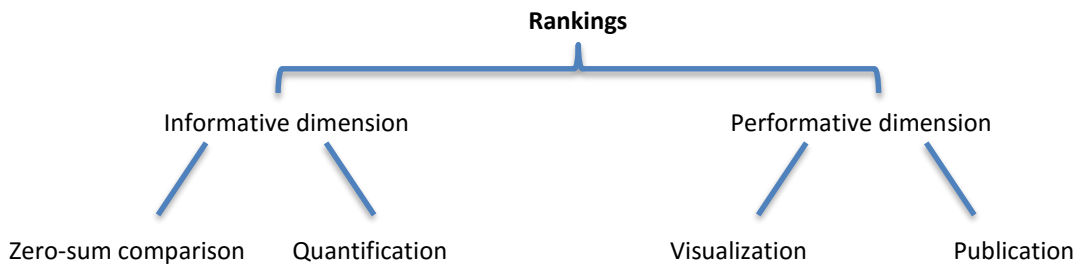 Rankings
Informative dimension
Performative dimension
Zero-sum comparison
Quantification
Visualization
Publication